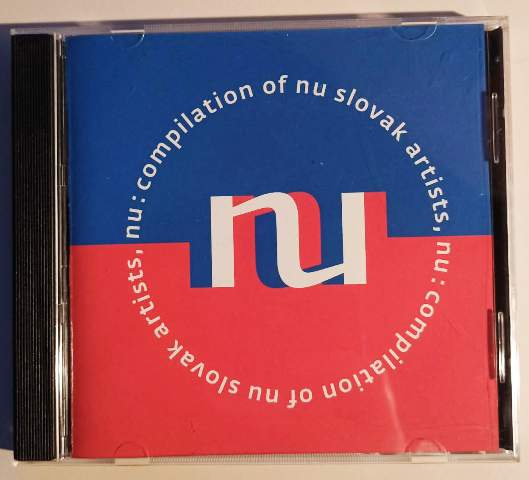 nu: compilation of nu slovak artists, nu: compilation of nu slovak artists,
nu